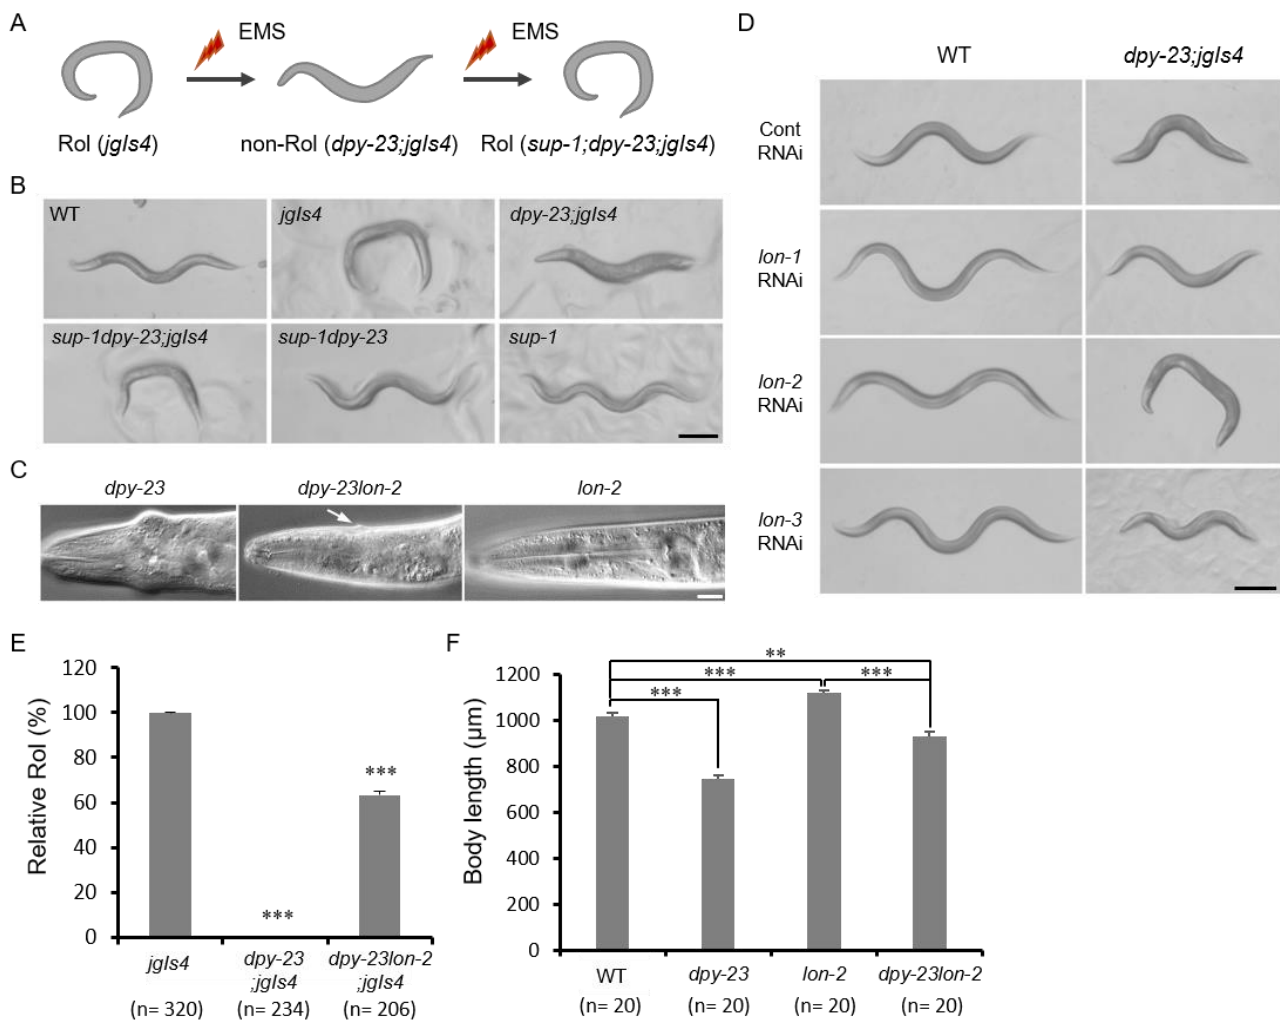 A
EMS
EMS
Rol (jgIs4)
non-Rol (dpy-23;jgIs4)
Rol (sup-1;dpy-23;jgIs4)
B
WT
jgIs4
dpy-23;jgIs4
sup-1dpy-23;jgIs4
sup-1dpy-23
sup-1
C
dpy-23
dpy-23lon-2
lon-2
D
WT
dpy-23;jgIs4
Cont
RNAi
lon-1
RNAi
lon-2
RNAi
lon-3
RNAi
E
Relative Rol (%)
120
100
80
60
40
20
0
***
***
jgIs4
(n= 320)
dpy-23
;jgIs4
(n= 234)
dpy-23lon-2
;jgIs4
(n= 206)
F
Body length (μm)
1200
1000
800
600
400
200
0
**
***
***
***
WT
(n= 20)
dpy-23
(n= 20)
lon-2
(n= 20)
dpy-23lon-2
(n= 20)